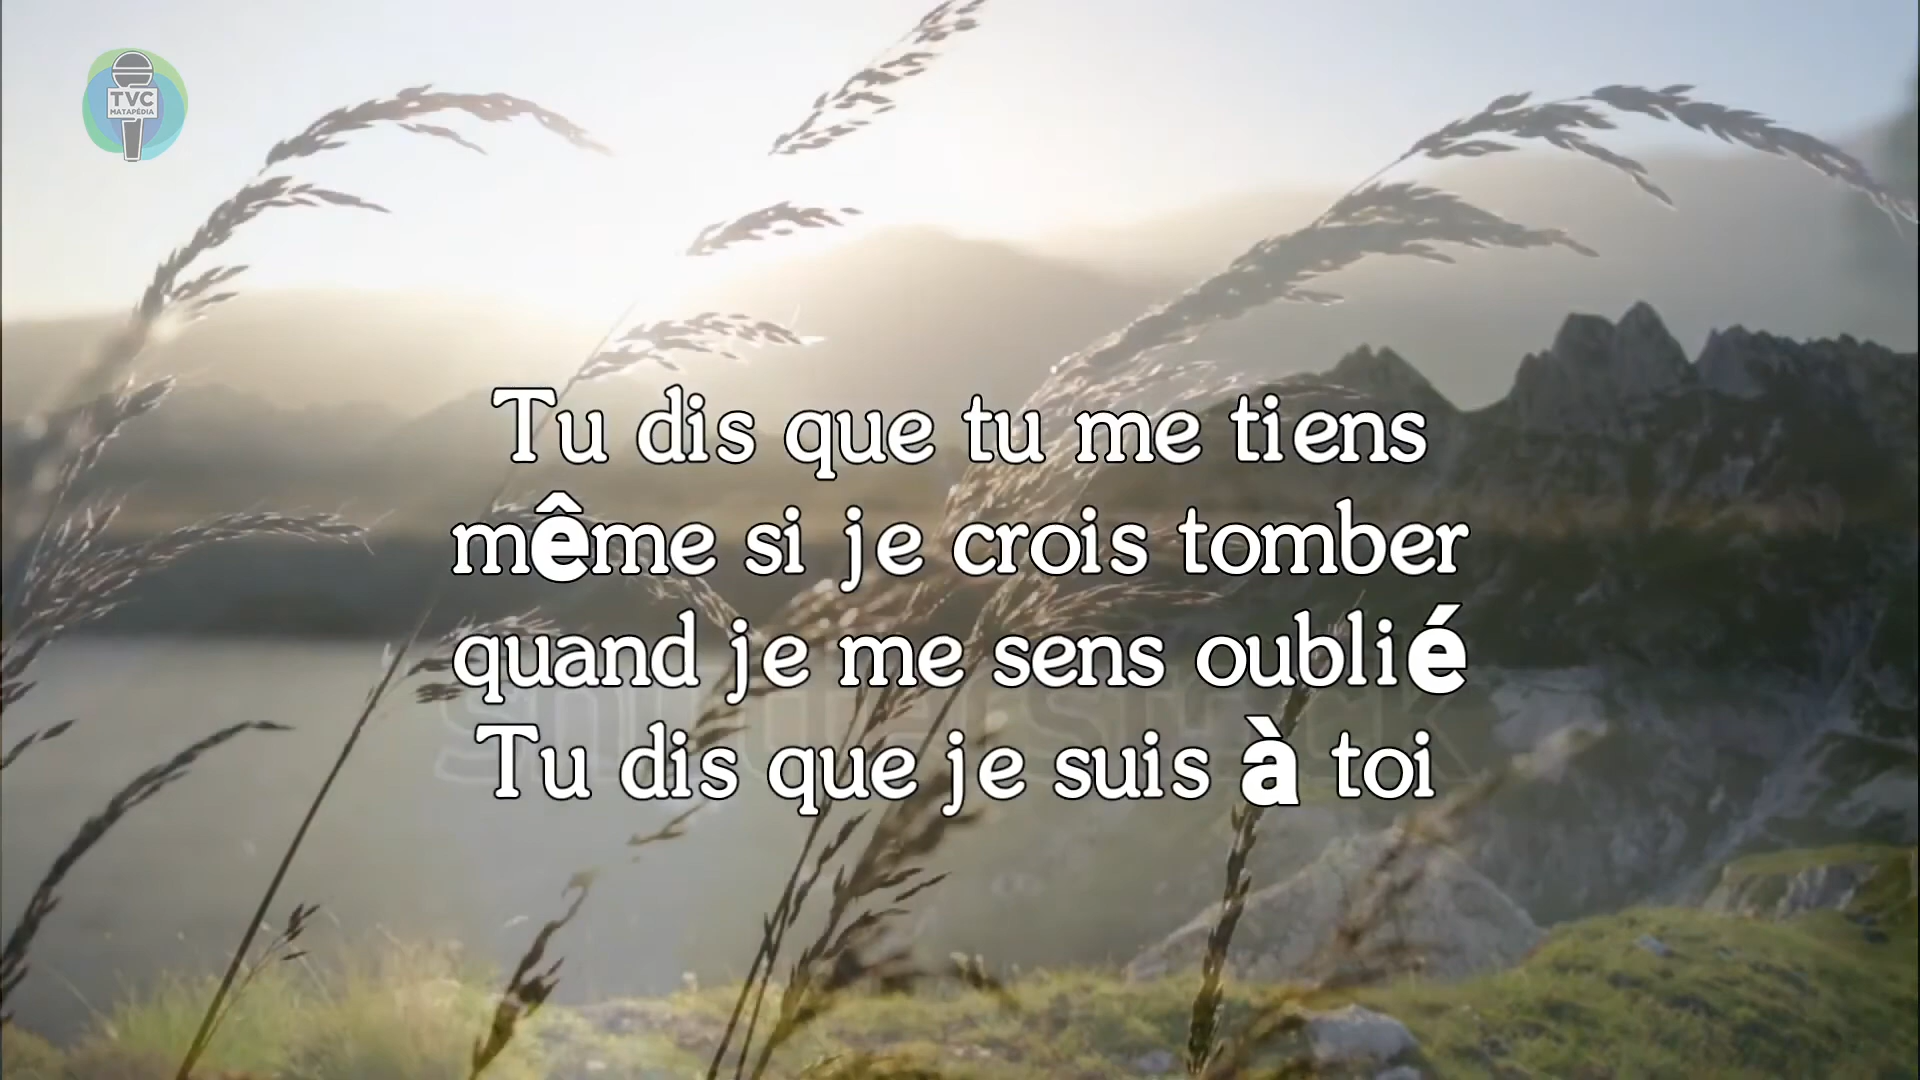 TVC
MATAPÉDIA
Tu dis que tu me tiens
même si je crois tomber
quand je me sens oublié
Tu dis que je suis à toi
shutterstock